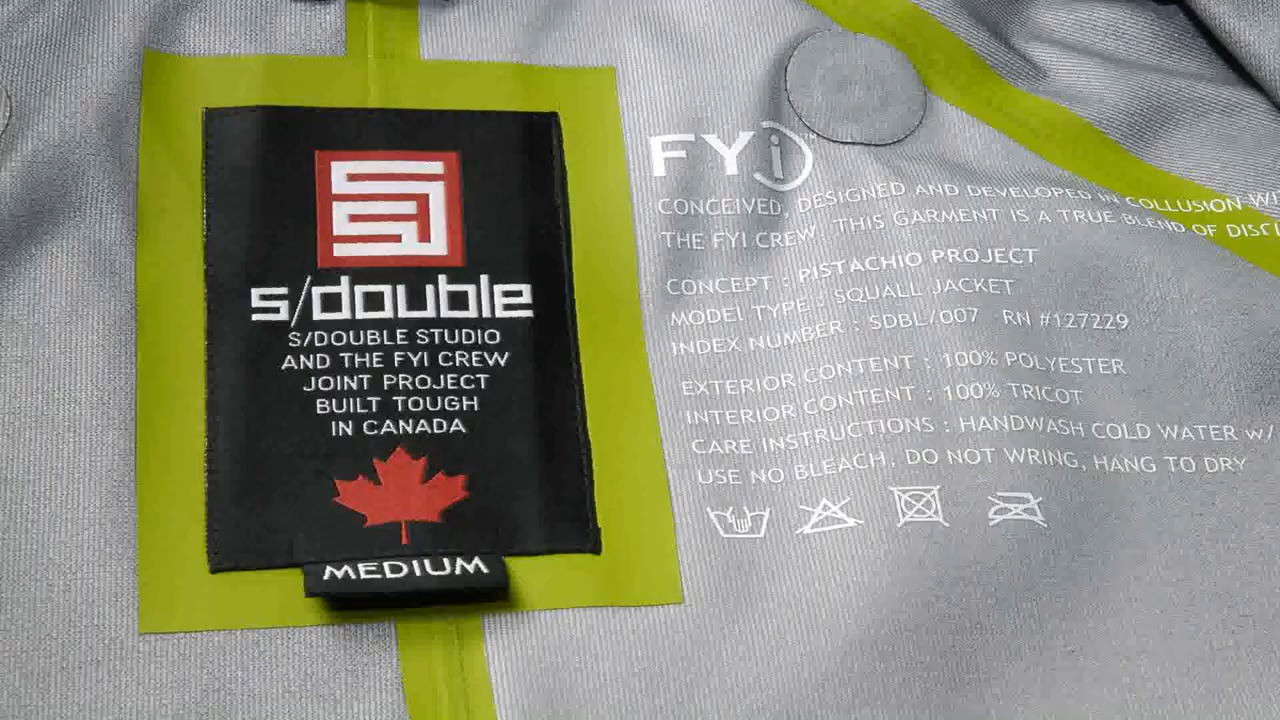 s/double
S/DOUBLE STUDIO
AND THE FYI CREW
JOINT PROJECT
BUILT TOUGH
IN CANADA
MEDIUM
FYi™
CONCEIVED, DESIGNED AND DEVELOPED IN COLLUSION
THE FYI CREW. THIS GARMENT IS A TRUE BLEND OF
CONCEPT : PISTACHIO PROJECT
MODEL TYPE : SQUALL JACKET
INDEX NUMBER : SDBL/007 RN #127229
EXTERIOR CONTENT : 100% POLYESTER
INTERIOR CONTENT : 100% TRICOT
CARE INSTRUCTIONS : HANDWASH COLD WATER w/
USE NO BLEACH, DO NOT WRING, HANG TO DRY